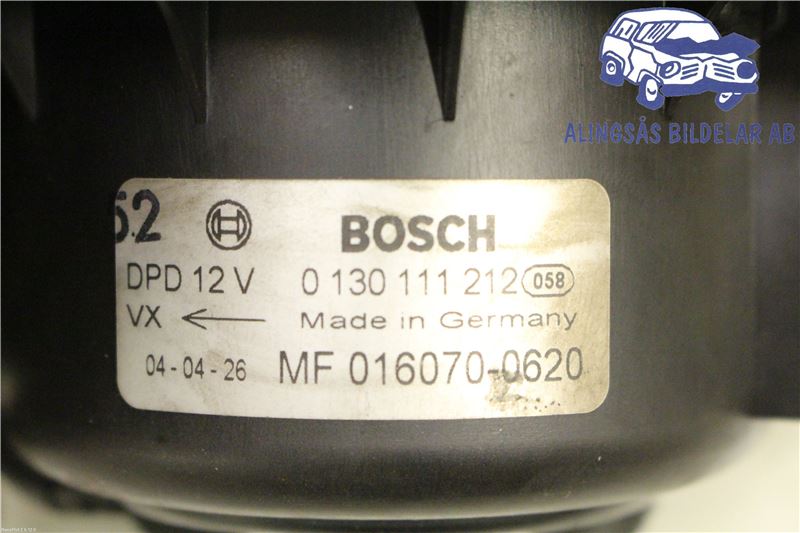 ALINGSÅS BILDELAR AB
52
BOSCH
DPD 12 V 0 130 111 212 058
VX Made in Germany
04-04-26 MF 016070-0620